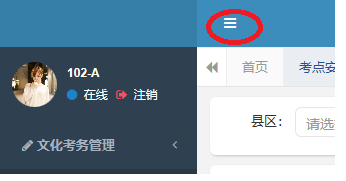 102-A
在线 注销
文化考务管理
首页 考点安
县区：
请选